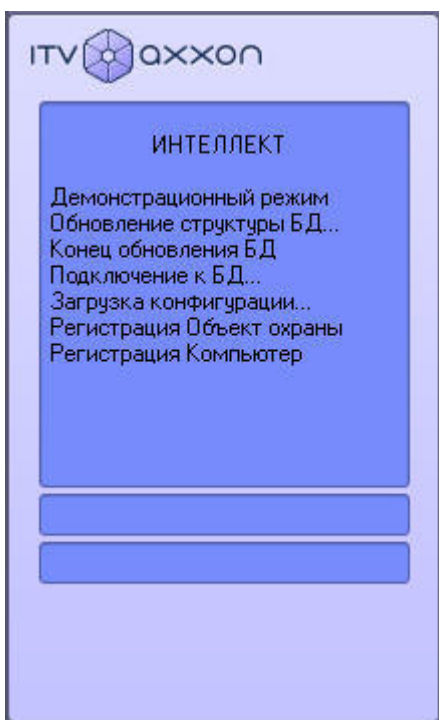 ITV axxon
ИНТЕЛЛЕКТ
Демонстрационный режим
Обновление структуры БД...
Конец обновления БД
Подключение к БД...
Загрузка конфигурации...
Регистрация Объект охраны
Регистрация Компьютер